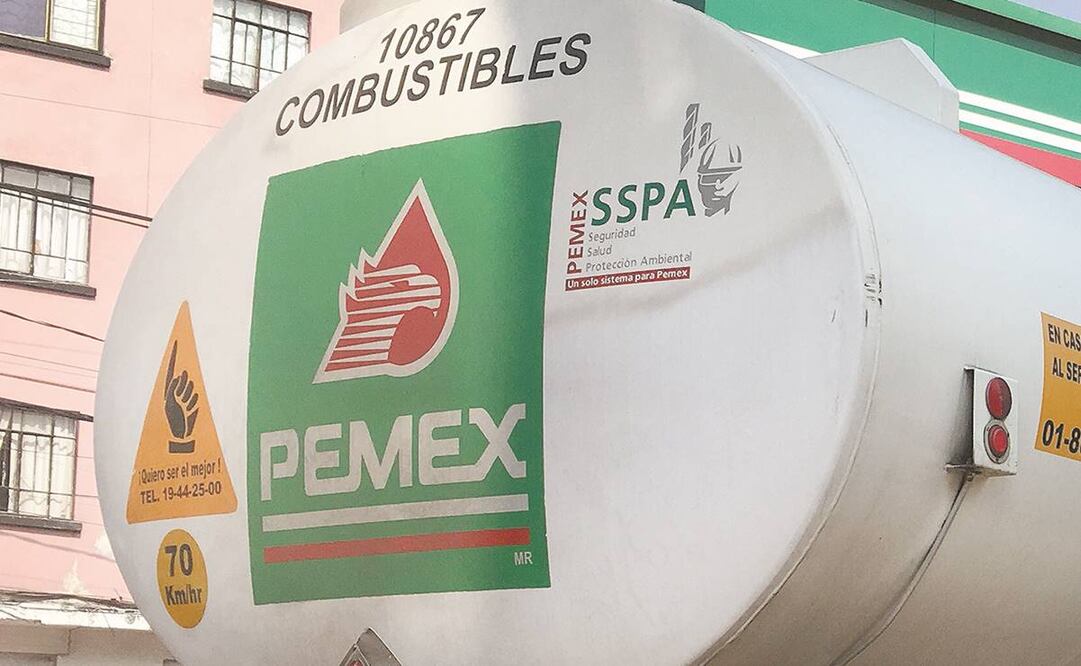 10867
COMBUSTIBLES
PEMEX
SSPA
Seguridad
Salud
Protección Ambiental
Un solo sistema para Pemex
PEMEX
MR
¡Quiero ser el mejor!
TEL. 19-44-25-00
70
Km/hr
EN CAS
AL SER
01-8